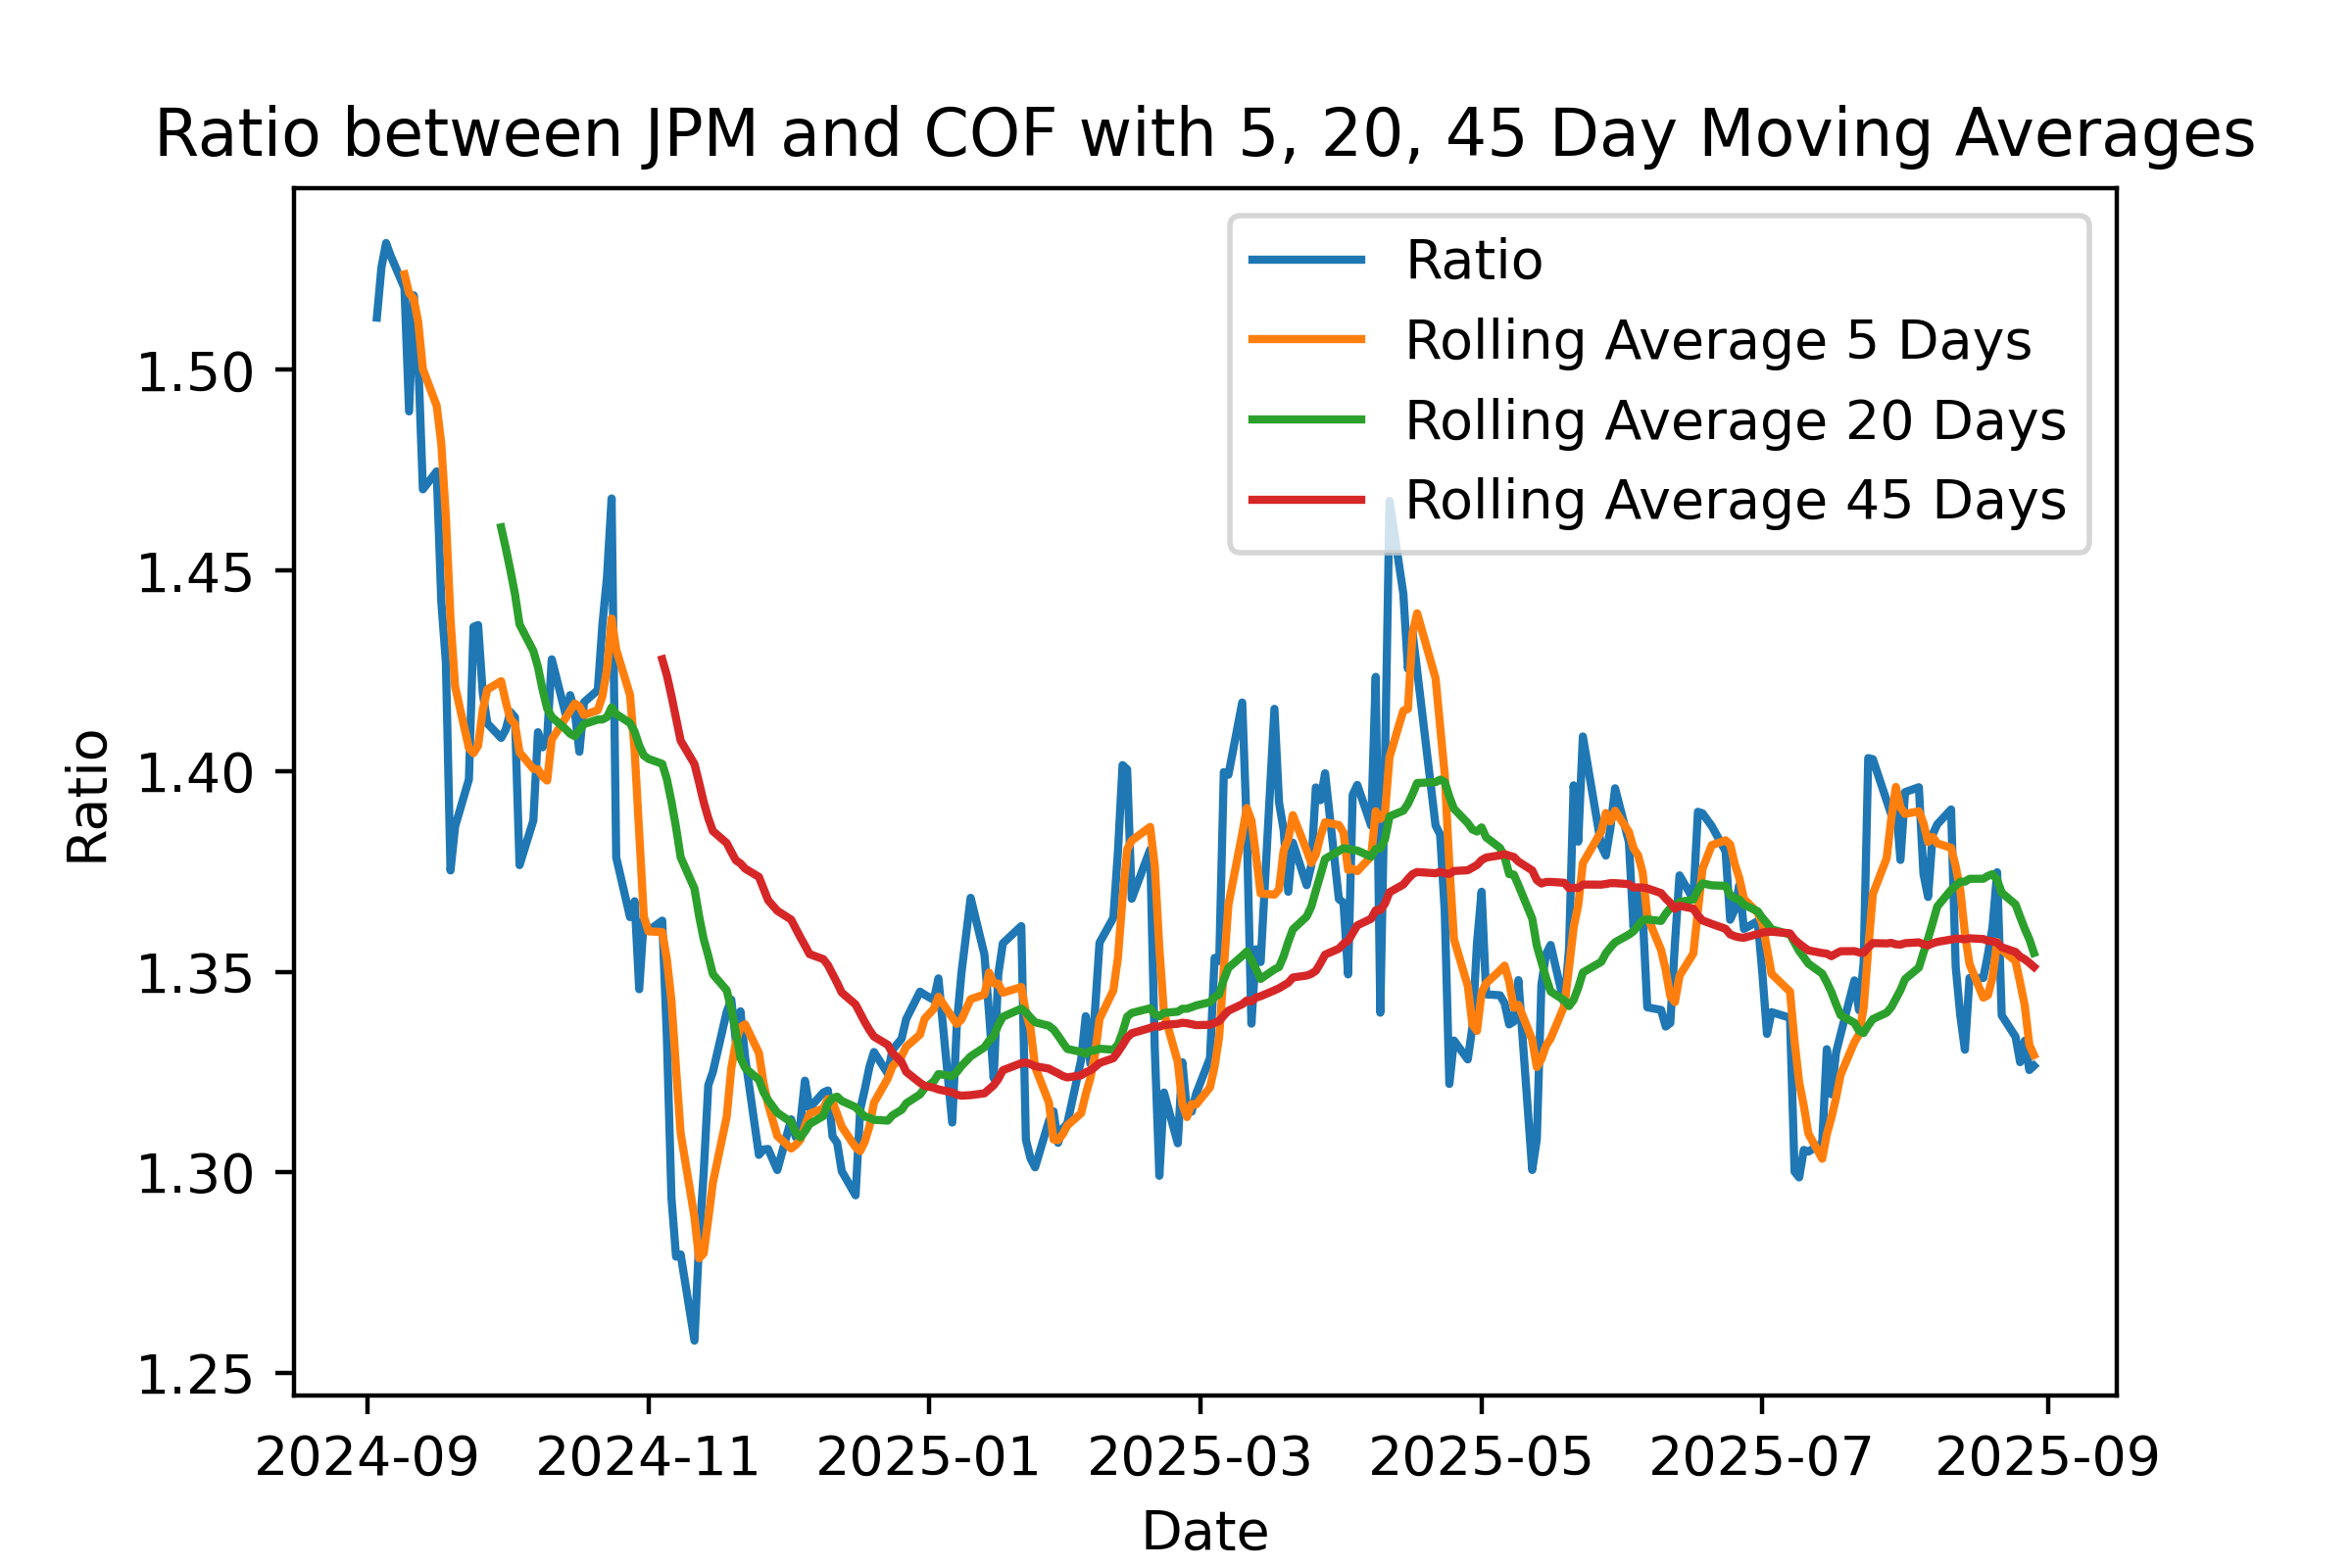 Ratio between JPM and COF with 5, 20, 45 Day Moving Averages
Ratio
Rolling Average 5 Days
Rolling Average 20 Days
Rolling Average 45 Days
1.50
1.45
1.40
1.35
1.30
1.25
Ratio
2024-09 2024-11 2025-01 2025-03 2025-05 2025-07 2025-09
Date